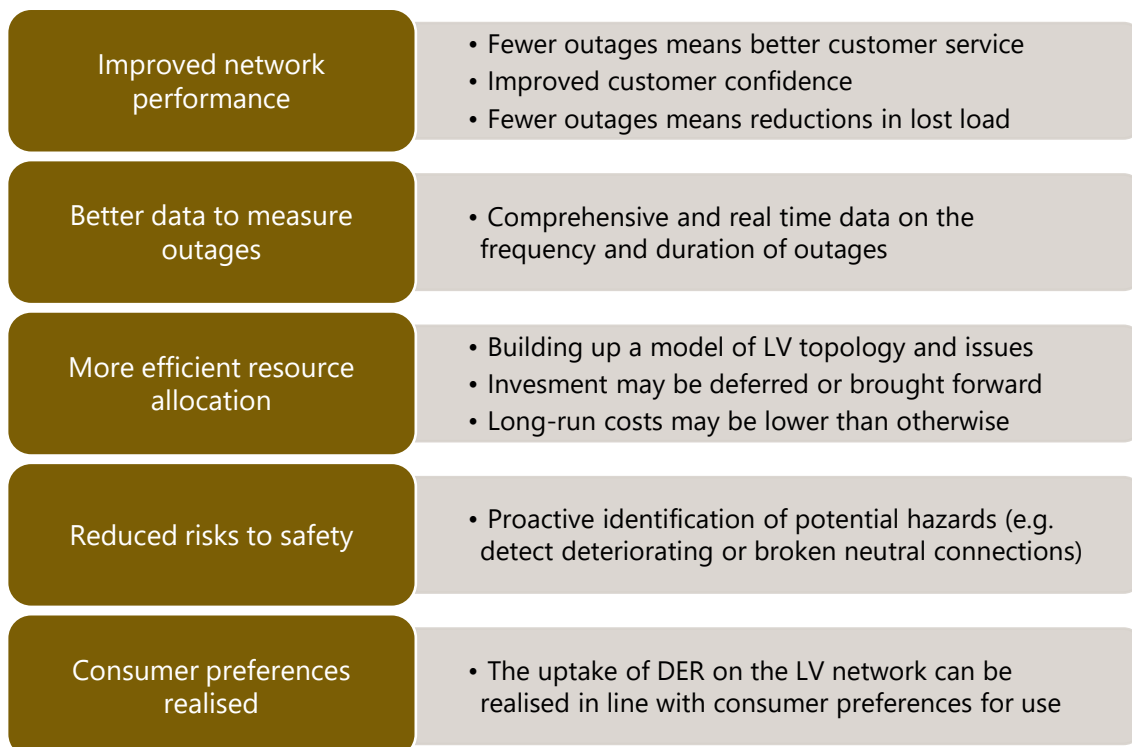 Improved network
performance
• Fewer outages means better customer service
• Improved customer confidence
• Fewer outages means reductions in lost load
Better data to measure
outages
• Comprehensive and real time data on the
frequency and duration of outages
More efficient resource
allocation
• Building up a model of LV topology and issues
• Invesment may be deferred or brought forward
• Long-run costs may be lower than otherwise
Reduced risks to safety
• Proactive identification of potential hazards (e.g.
detect deteriorating or broken neutral connections)
Consumer preferences
realised
• The uptake of DER on the LV network can be
realised in line with consumer preferences for use